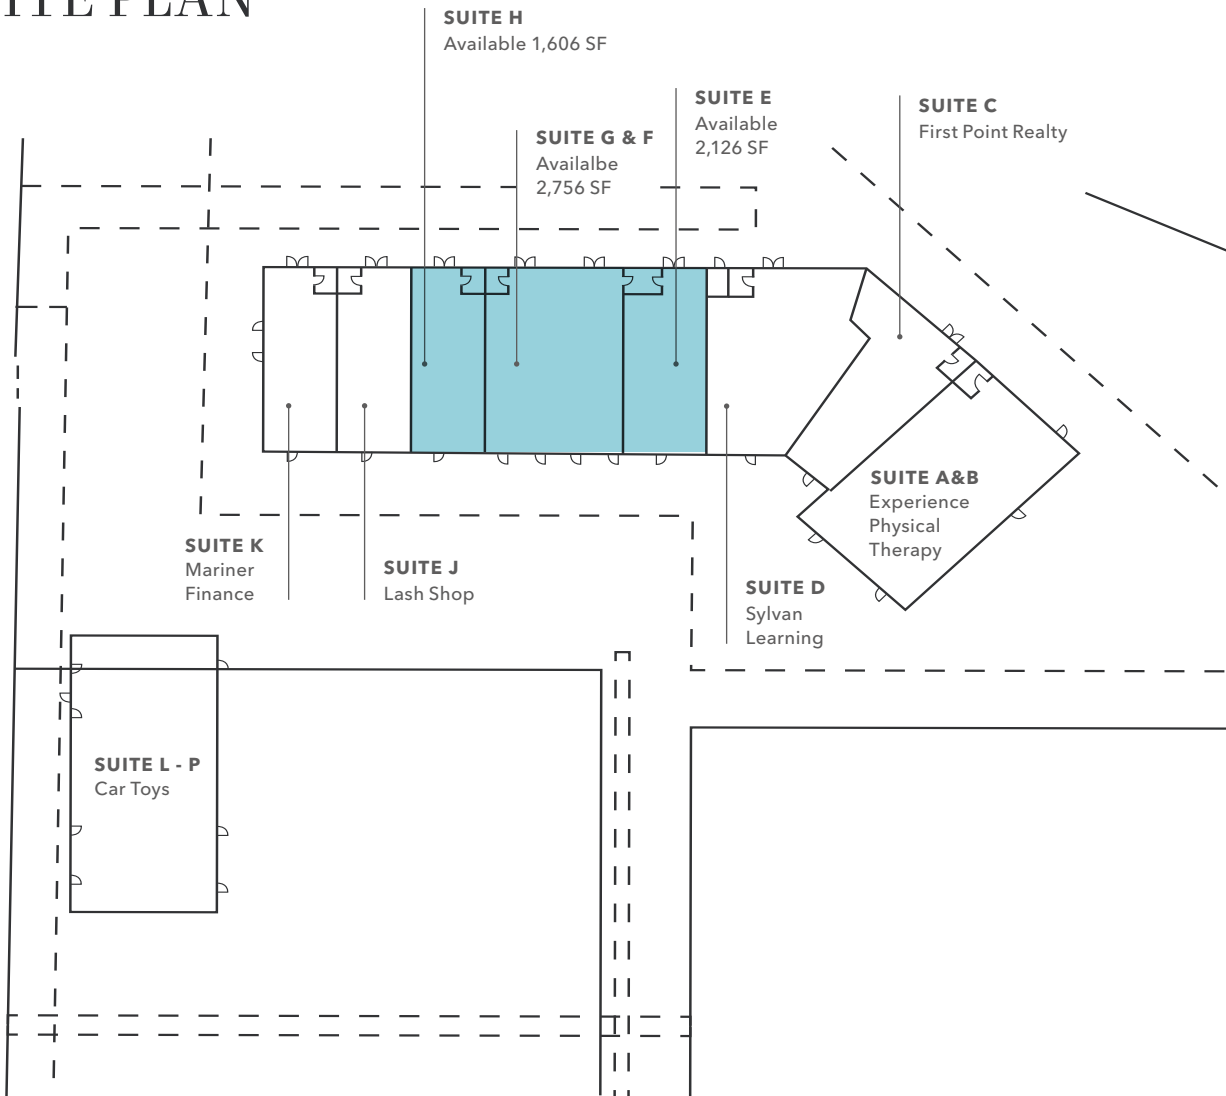 ITE PLAN
SUITE H
Available 1,606 SF
SUITE E
Available
2,126 SF
SUITE C
First Point Realty
SUITE G & F
Availalbe
2,756 SF
SUITE A&B
Experience
Physical
Therapy
SUITE K
Mariner
Finance
SUITE J
Lash Shop
SUITE D
Sylvan
Learning
SUITE L - P
Car Toys